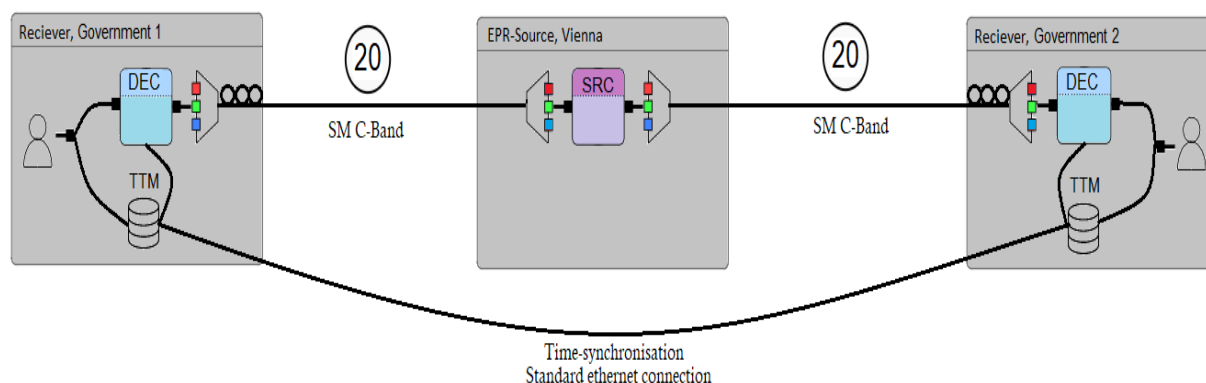 Reciever, Government 1
DEC
TTM
20
SM C-Band
EPR-Source, Vienna
SRC
20
SM C-Band
Reciever, Government 2
DEC
TTM
Time-synchronisation
Standard ethernet connection